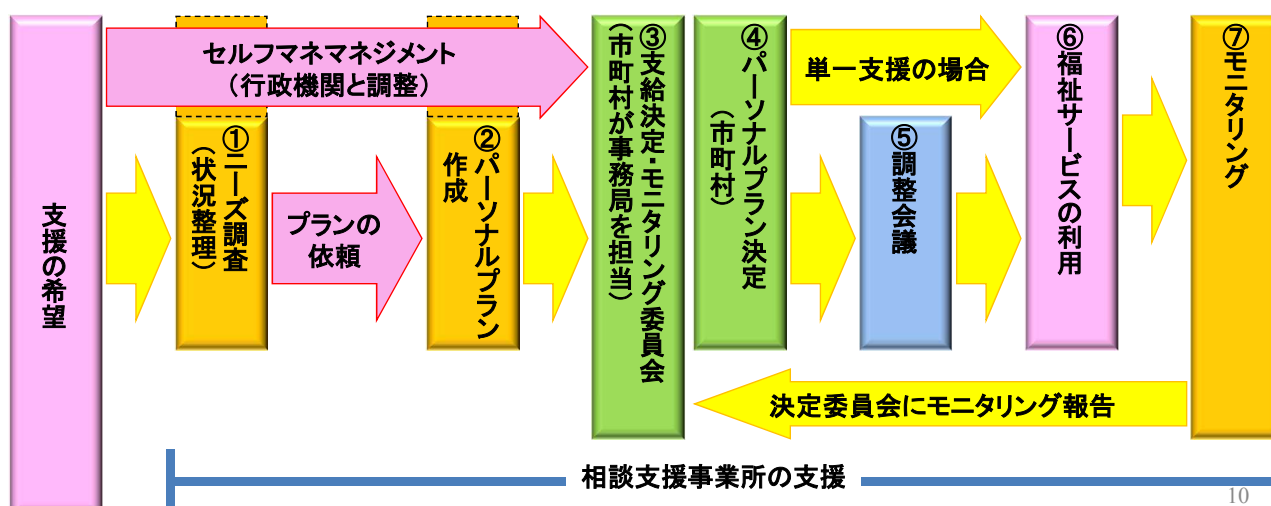 支援の希望
セルフマネマネジメント
（行政機関と調整）
①ニーズ調査
（状況整理）
プランの
依頼
②パーソナルプラン
作成
③支給決定・モニタリング委員会
（市町村が事務局を担当）
④パーソナルプラン決定
（市町村）
単一支援の場合
⑤調整会議
⑥福祉サービスの利用
⑦モニタリング
決定委員会にモニタリング報告
相談支援事業所の支援
10